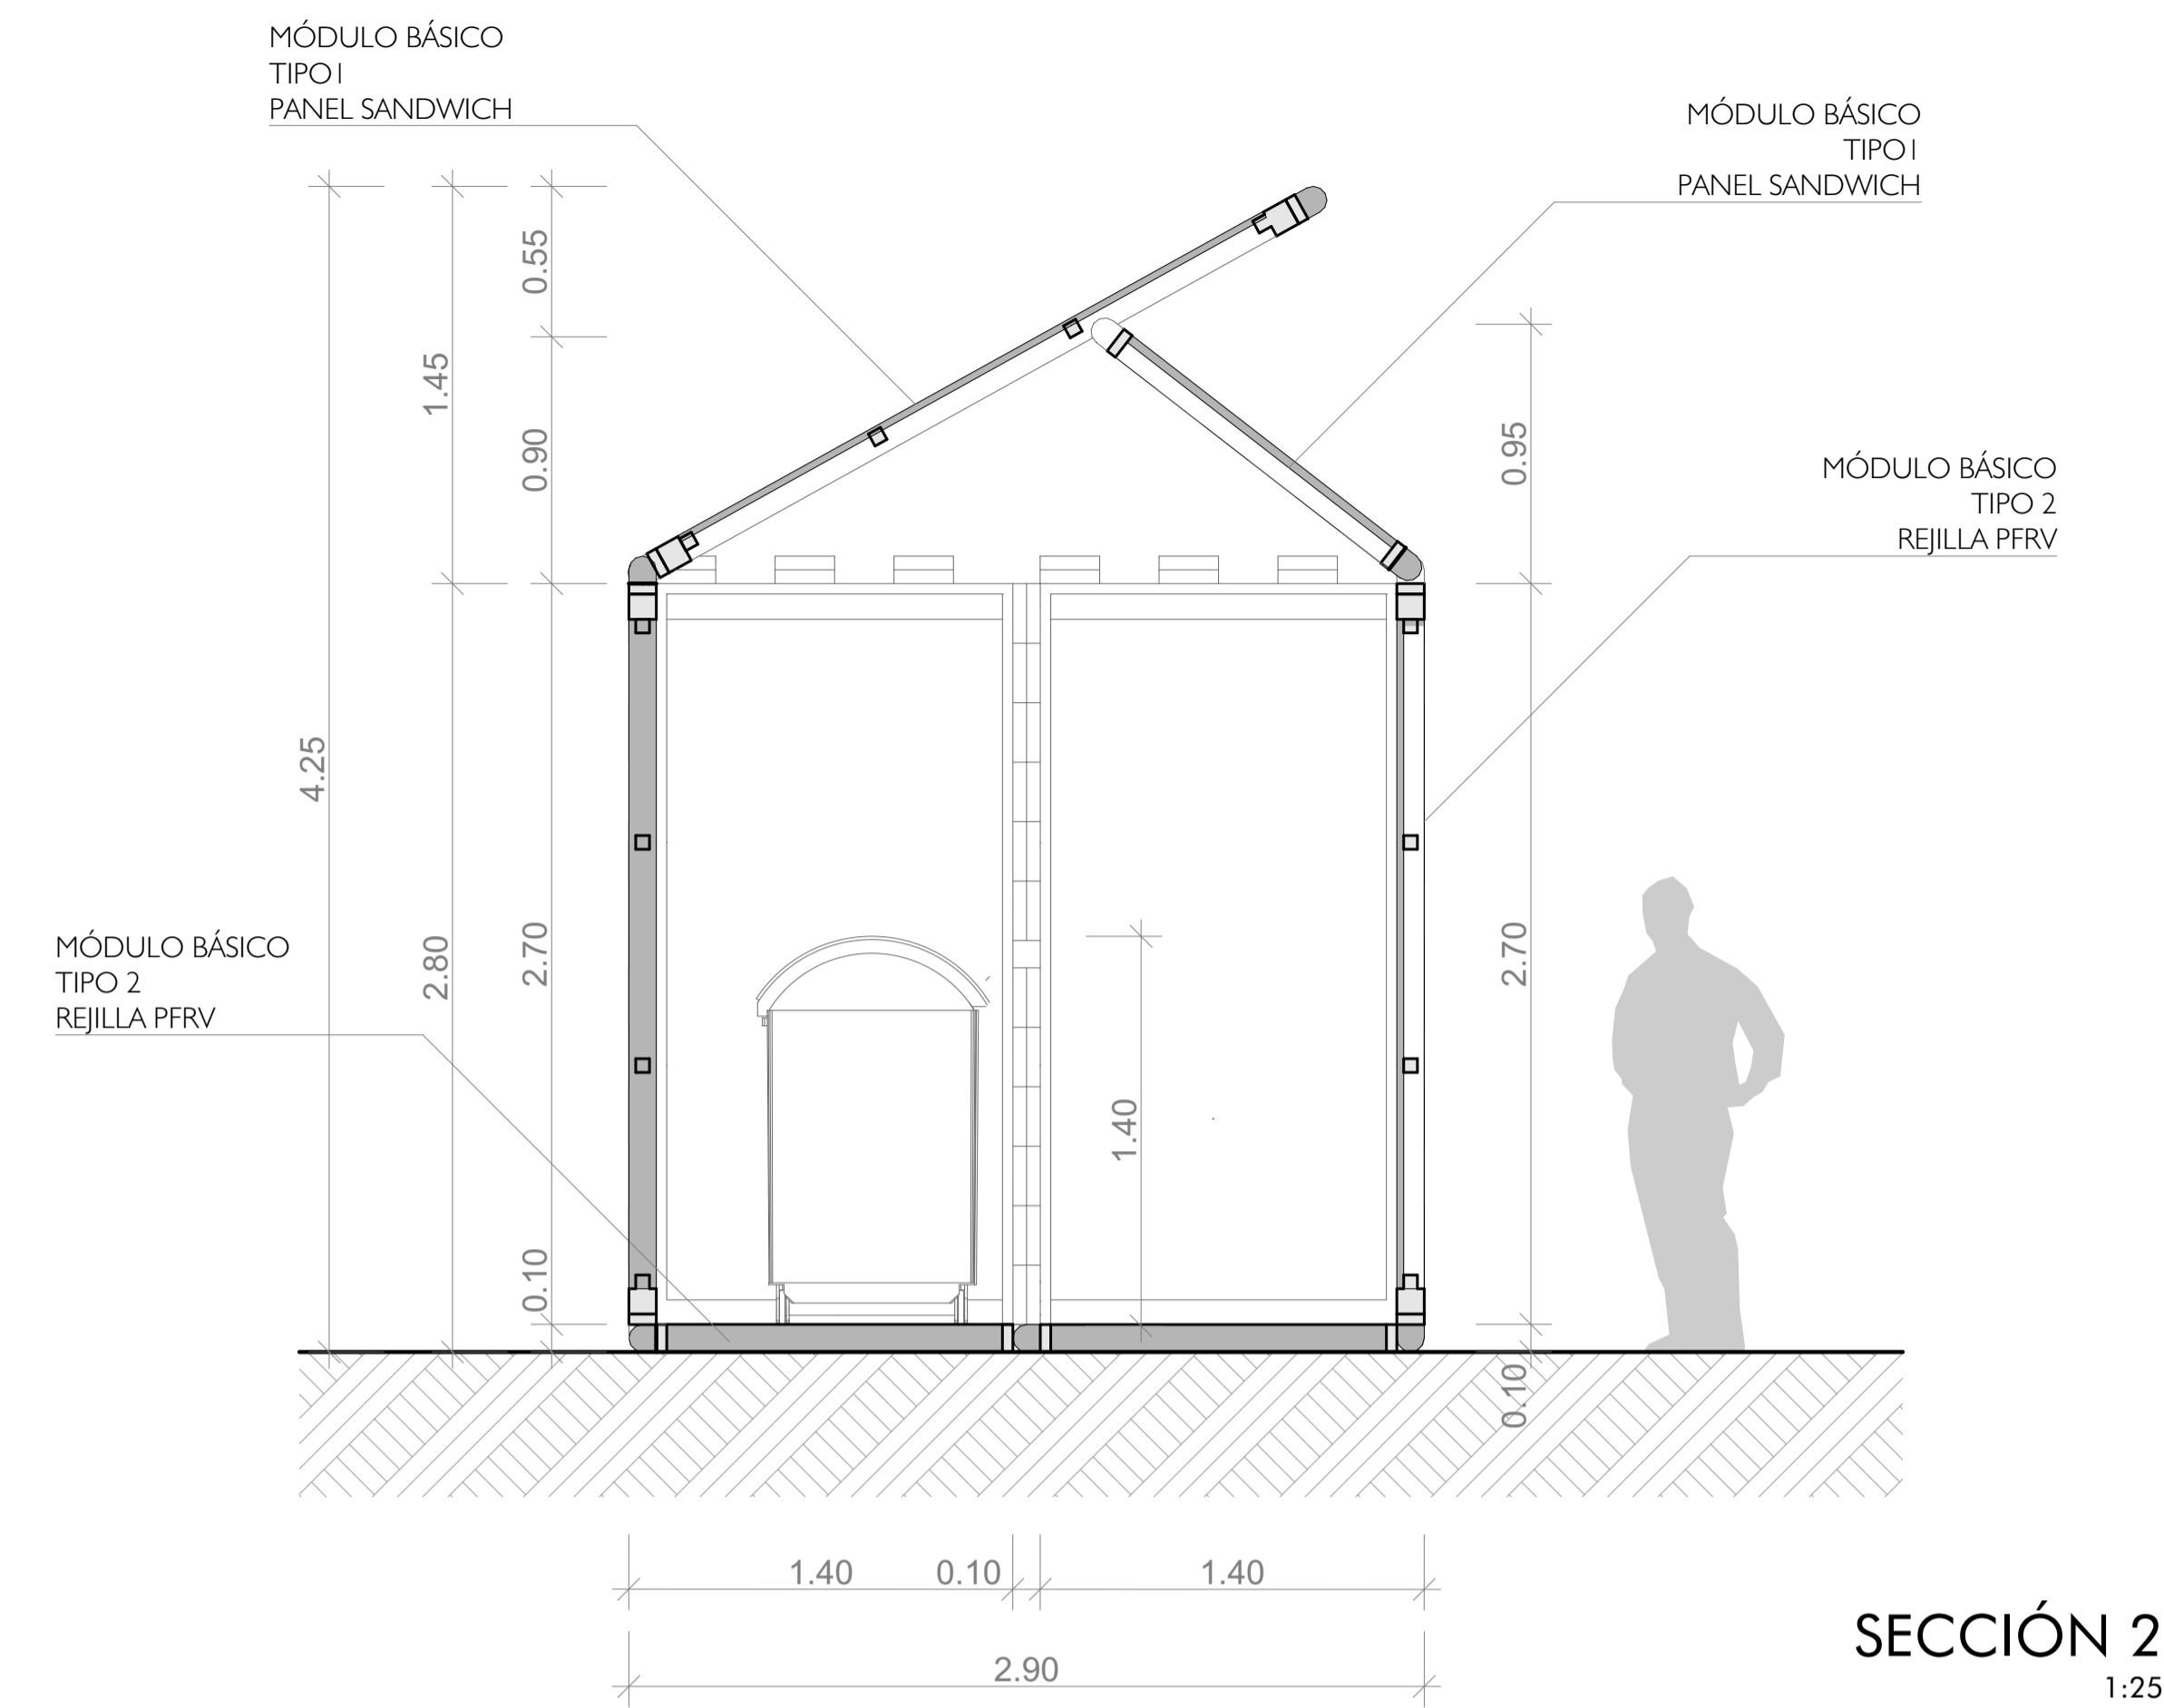 MÓDULO BÁSICO
TIPO 1
PANEL SANDWICH
MÓDULO BÁSICO
TIPO 1
PANEL SANDWICH
0.55
1.45
0.90
0.95
MÓDULO BÁSICO
TIPO 2
REJILLA PFRV
4.25
MÓDULO BÁSICO
TIPO 2
REJILLA PFRV
2.80
2.70
2.70
1.40
0.10
0.10
1.40
0.10
1.40
2.90
SECCIÓN 2
1:25